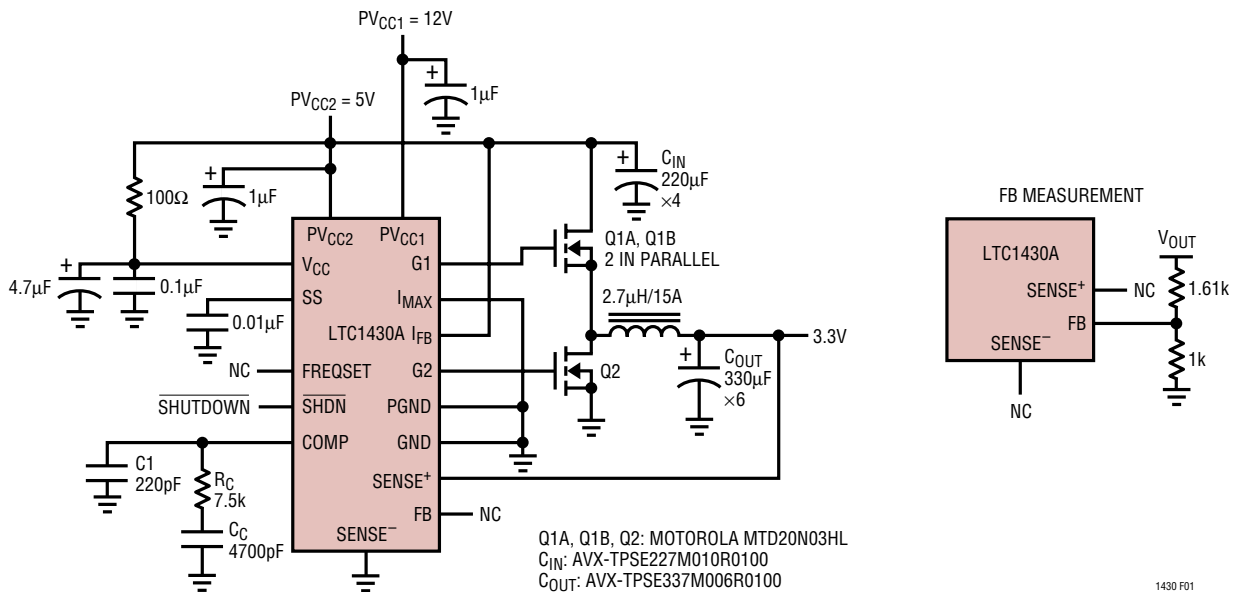 PVCC1 = 12V
1µF
PVCC2 = 5V
100Ω
1µF
CIN
220µF
×4
PVCC2
PVCC1
VCC
G1
Q1A, Q1B
2 IN PARALLEL
4.7µF
0.1µF
SS
IMAX
2.7µH/15A
0.01µF
LTC1430A
IFB
3.3V
NC
FREQSET
G2
Q2
COUT
330µF
×6
SHUTDOWN
SHDN
PGND
COMP
GND
C1
220pF
RC
7.5k
SENSE+
CC
4700pF
FB
NC
SENSE−
Q1A, Q1B, Q2: MOTOROLA MTD20N03HL
CIN: AVX-TPSE227M010R0100
COUT: AVX-TPSE337M006R0100
FB MEASUREMENT
LTC1430A
VOUT
SENSE+
NC
1.61k
FB
SENSE−
1k
NC
1430 F01